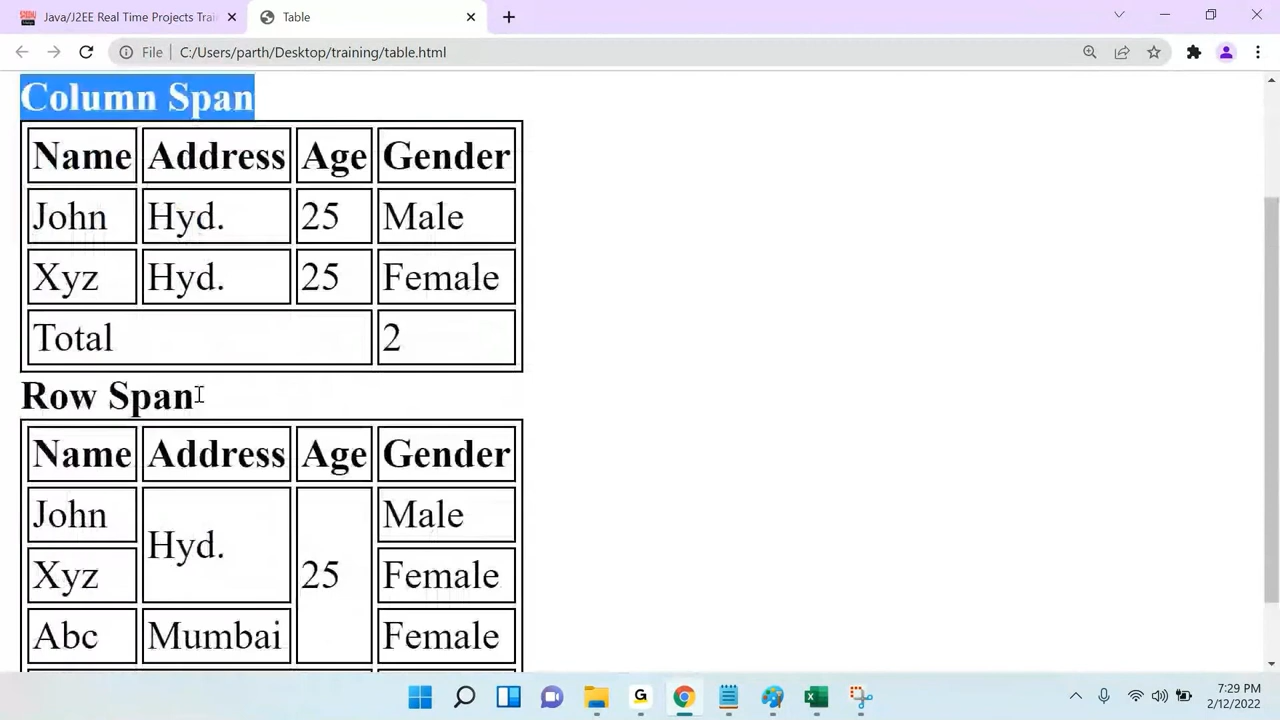 Java/J2EE Real Time Projects Trai
Table
File
C:/Users/parth/Desktop/training/table.html
Column Span
Name Address Age Gender
John Hyd. 25 Male
Xyz Hyd. 25 Female
Total 2
Row Span
Name Address Age Gender
John Hyd. 25 Male
Xyz Female
Abc Mumbai Female
G
7:29 PM
2/12/2022